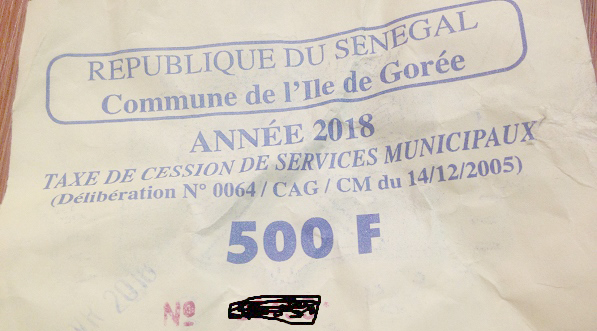 REPUBLIQUE DU SENEGAL
Commune de l'Ile de Gorée
ANNÉE 2018
TAXE DE CESSION DE SERVICES MUNICIPAUX
(Délibération N° 0064 / CAG / CM du 14/12/2005)
500 F
Nº